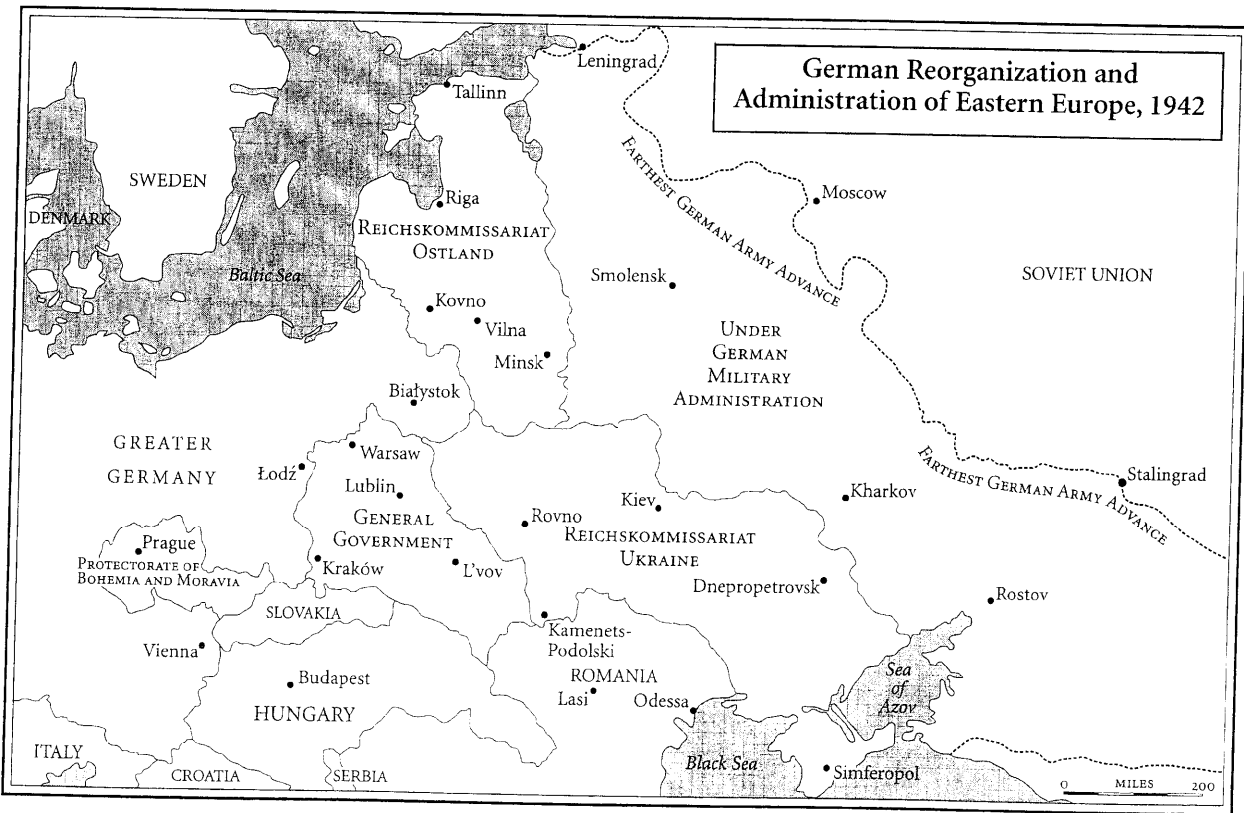 German Reorganization and
Administration of Eastern Europe, 1942
Leningrad
Tallinn
SWEDEN
DENMARK
Riga
REICHSKOMMISSARIAT
OSTLAND
Baltic Sea
FARTHEST GERMAN ARMY ADVANCE
Moscow
SOVIET UNION
Smolensk
Kovno
Vilna
Minsk
UNDER
GERMAN
MILITARY
ADMINISTRATION
Białystok
GREATER
GERMANY
Warsaw
Łodź
Lublin
GENERAL
GOVERNMENT
Kiev
Rovno
REICHSKOMMISSARIAT
UKRAINE
Kharkov
FARTHEST GERMAN ARMY ADVANCE
Stalingrad
Prague
PROTECTORATE OF
BOHEMIA AND MORAVIA
Kraków
L'vov
Dnepropetrovsk
Rostov
SLOVAKIA
Kamenets-
Podolski
Vienna
Budapest
HUNGARY
ROMANIA
Lasi
Odessa
Sea
of
Azov
ITALY
CROATIA
SERBIA
Black Sea
Simferopol
0 MILES 200